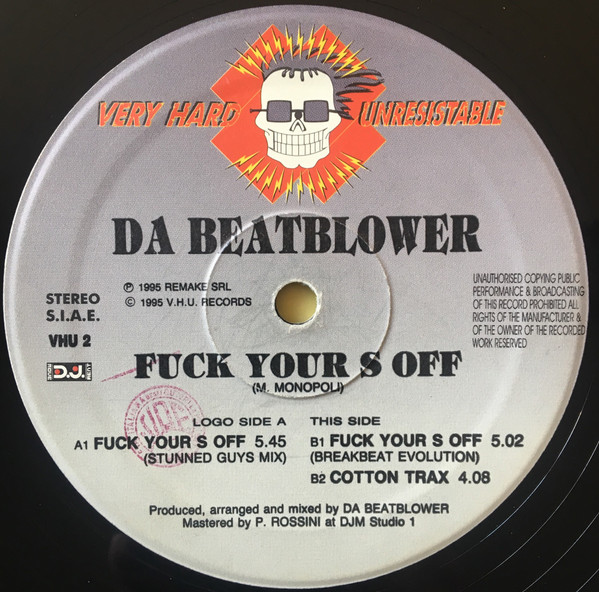 VERY HARD UNRESISTABLE
DA BEATBLOWER
℗ 1995 REMAKE SRL
© 1995 V.H.U. RECORDS
STEREO
S.I.A.E.
VHU 2
D.J.
UNAUTHORISED COPYING PUBLIC
PERFORMANCE & BROADCASTING
OF THIS RECORD PROHIBITED ALL
RIGHTS OF THE MANUFACTURER &
OF THE OWNER OF THE RECORDED
WORK RESERVED
FUCK YOUR S OFF
(M. MONOPOLI)
LOGO SIDE A
A1 FUCK YOUR S OFF 5.45
(STUNNED GUYS MIX)
THIS SIDE
B1 FUCK YOUR S OFF 5.02
(BREAKBEAT EVOLUTION)
B2 COTTON TRAX 4.08
Produced, arranged and mixed by DA BEATBLOWER
Mastered by P. ROSSINI at DJM Studio 1